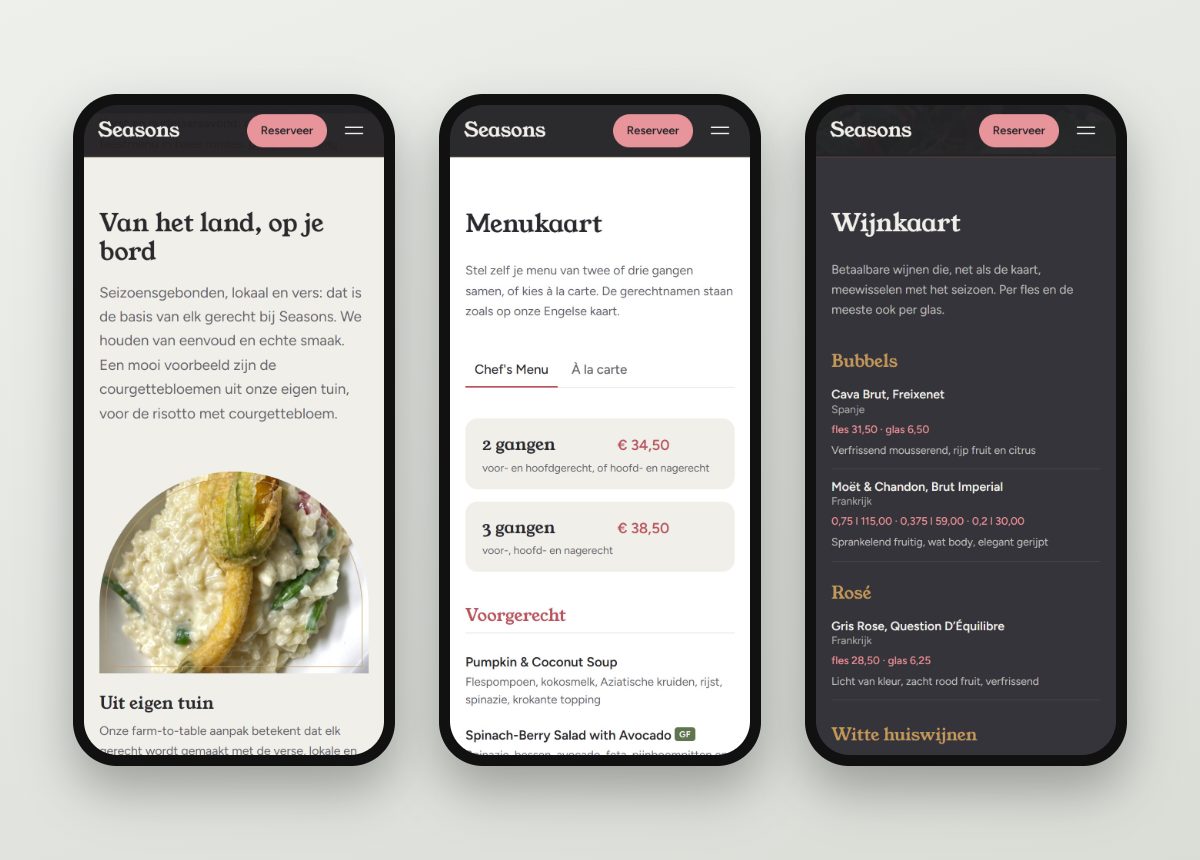 Seasons
Reserveer
Van het land, op je
bord
Seizoensgebonden, lokaal en vers: dat is
de basis van elk gerecht bij Seasons. We
houden van eenvoud en echte smaak.
Een mooi voorbeeld zijn de
courgettebloemen uit onze eigen tuin,
voor de risotto met courgettebloem.
Uit eigen tuin
Onze farm-to-table aanpak betekent dat elk
gerecht wordt gemaakt met de verse, lokale en
Seasons
Reserveer
Menukaart
Stel zelf je menu van twee of drie gangen
samen, of kies à la carte. De gerechtnamen staan
zoals op onze Engelse kaart.
Chef's Menu
À la carte
2 gangen
€ 34,50
voor- en hoofdgerecht, of hoofd- en nagerecht
3 gangen
€ 38,50
voor-, hoofd- en nagerecht
Voorgerecht
Pumpkin & Coconut Soup
Flespompoen, kokosmelk, Aziatische kruiden, rijst,
spinazie, krokante topping
Spinach-Berry Salad with Avocado GF
Seasons
Reserveer
Wijnkaart
Betaalbare wijnen die, net als de kaart,
meewisselen met het seizoen. Per fles en de
meeste ook per glas.
Bubbels
Cava Brut, Freixenet
Spanje
fles 31,50 · glas 6,50
Verfrissend mousserend, rijp fruit en citrus
Moët & Chandon, Brut Imperial
Frankrijk
0,75 l 115,00 · 0,375 l 59,00 · 0,2 l 30,00
Sprankelend fruitig, wat body, elegant gerijpt
Rosé
Gris Rose, Question D'Équilibre
Frankrijk
fles 28,50 · glas 6,25
Licht van kleur, zacht rood fruit, verfrissend
Witte huiswijnen